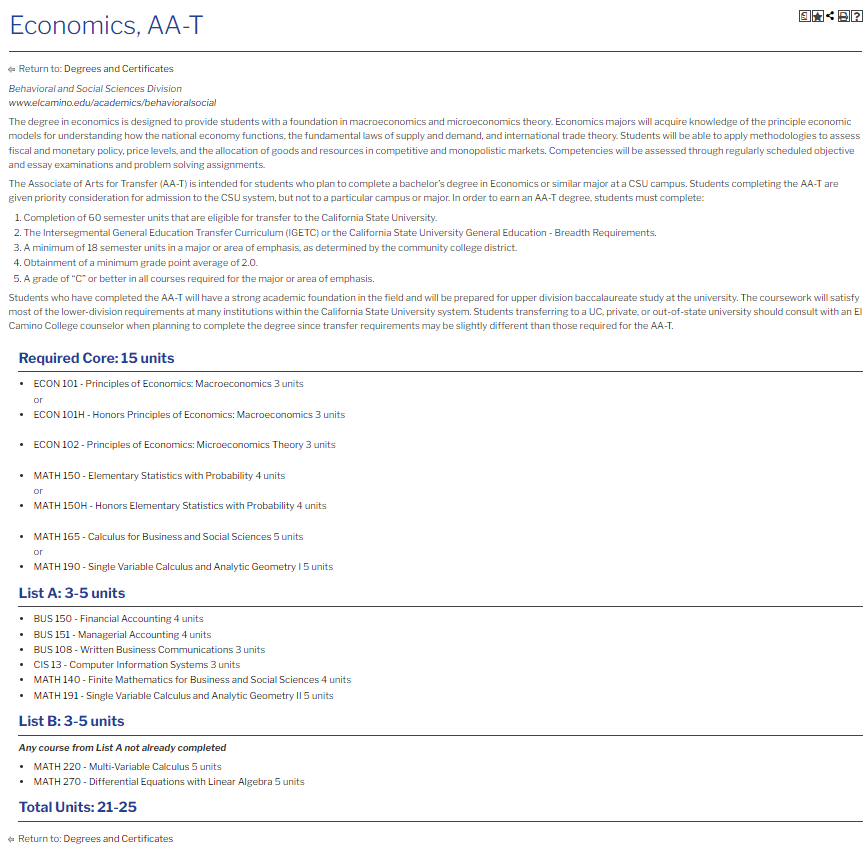 Economics, AA-T
Return to: Degrees and Certificates
Behavioral and Social Sciences Division
www.elcamino.edu/academics/behavioralsocial
The degree in economics is designed to provide students with a foundation in macroeconomics and microeconomics theory. Economics majors will acquire knowledge of the principle economic
models for understanding how the national economy functions, the fundamental laws of supply and demand, and international trade theory. Students will be able to apply methodologies to assess
fiscal and monetary policy, price levels, and the allocation of goods and resources in competitive and monopolistic markets. Competencies will be assessed through regularly scheduled objective
and essay examinations and problem solving assignments.
The Associate of Arts for Transfer (AA-T) is intended for students who plan to complete a bachelor's degree in Economics or similar major at a CSU campus. Students completing the AA-T are
given priority consideration for admission to the CSU system, but not to a particular campus or major. In order to earn an AA-T degree, students must complete:
1. Completion of 60 semester units that are eligible for transfer to the California State University.
2. The Intersegmental General Education Transfer Curriculum (IGETC) or the California State University General Education - Breadth Requirements.
3. A minimum of 18 semester units in a major or area of emphasis, as determined by the community college district.
4. Obtainment of a minimum grade point average of 2.0.
5. A grade of "C" or better in all courses required for the major or area of emphasis.
Students who have completed the AA-T will have a strong academic foundation in the field and will be prepared for upper division baccalaureate study at the university. The coursework will satisfy
most of the lower-division requirements at many institutions within the California State University system. Students transferring to a UC, private, or out-of-state university should consult with an El
Camino College counselor when planning to complete the degree since transfer requirements may be slightly different than those required for the AA-T.
Required Core: 15 units
• ECON 101 - Principles of Economics: Macroeconomics 3 units
or
• ECON 101H - Honors Principles of Economics: Macroeconomics 3 units
• ECON 102 - Principles of Economics: Microeconomics Theory 3 units
• MATH 150 - Elementary Statistics with Probability 4 units
or
• MATH 150H - Honors Elementary Statistics with Probability 4 units
• MATH 165 - Calculus for Business and Social Sciences 5 units
or
• MATH 190 - Single Variable Calculus and Analytic Geometry I 5 units
List A: 3-5 units
• BUS 150 - Financial Accounting 4 units
• BUS 151 - Managerial Accounting 4 units
• BUS 108 - Written Business Communications 3 units
• CIS 13 - Computer Information Systems 3 units
• MATH 140 - Finite Mathematics for Business and Social Sciences 4 units
• MATH 191 - Single Variable Calculus and Analytic Geometry II 5 units
List B: 3-5 units
Any course from List A not already completed
• MATH 220 - Multi-Variable Calculus 5 units
• MATH 270 - Differential Equations with Linear Algebra 5 units
Total Units: 21-25
Return to: Degrees and Certificates